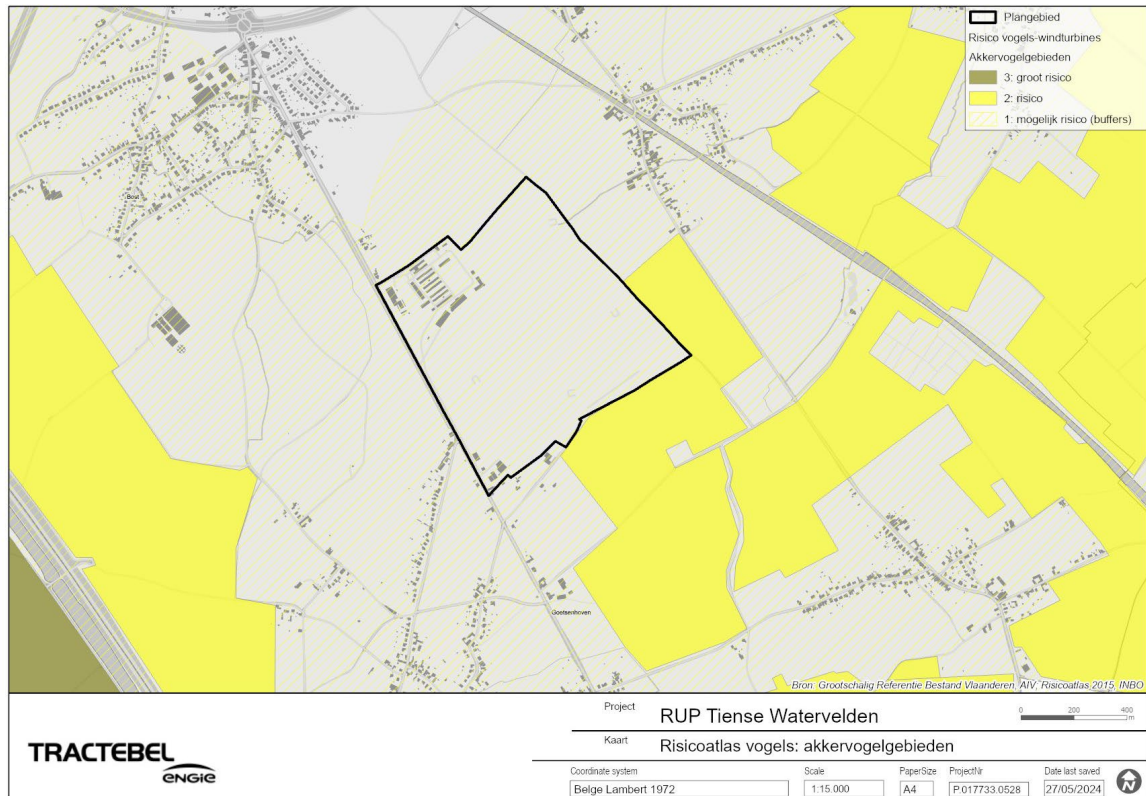 Plangebied
Risico vogels-windturbines
Akkervogelgebieden
3: groot risico
2: risico
1: mogelijk risico (buffers)
Bost
Goetsenhoven
Bron: Grootschalig Referentie Bestand Vlaanderen, AIV; Risicoatlas 2015, INBO
Project
RUP Tiense Watervelden
0 200 400
m
Kaart
Risicoatlas vogels: akkervogelgebieden
TRACTEBEL
ENGIE
Coordinate system
Scale
PaperSize
ProjectNr
Date last saved
Belge Lambert 1972
1:15.000
A4
P.017733.0528
27/05/2024